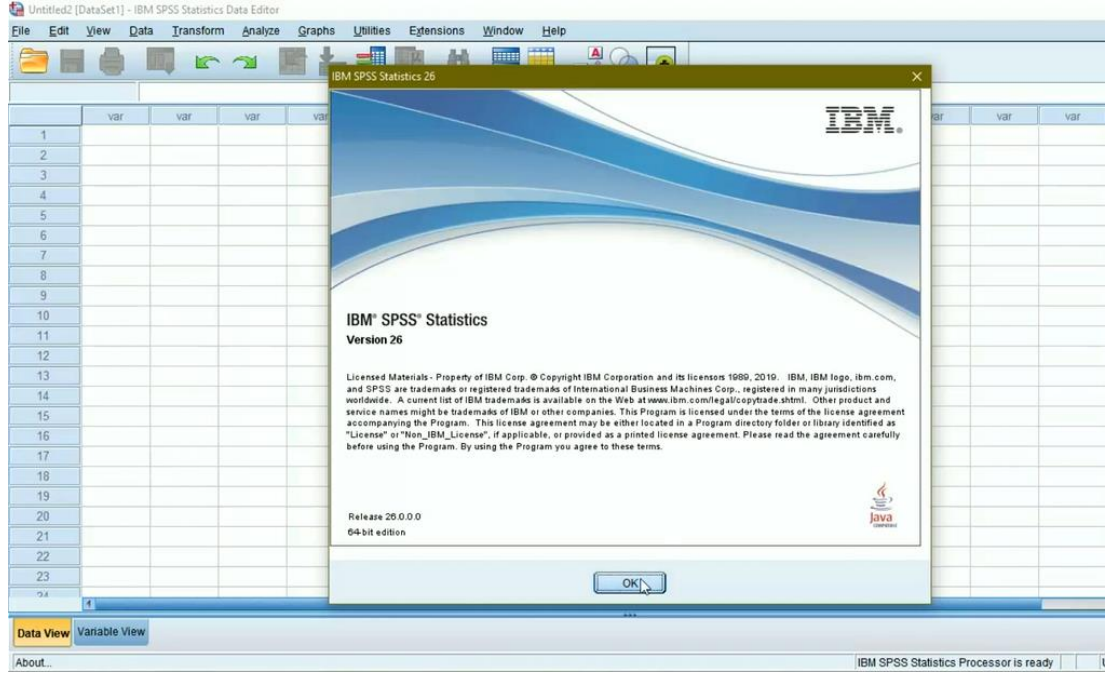 Untitled2 [DataSet1] - IBM SPSS Statistics Data Editor
File Edit View Data Transform Analyze Graphs Utilities Extensions Window Help
A
IBM SPSS Statistics 26
var var var var var var var
IBM®
1
2
3
4
5
6
7
8
9
10
11
12
13
14
15
16
17
18
19
20
21
22
23
24
IBM® SPSS® Statistics
Version 26
Licensed Materials - Property of IBM Corp. © Copyright IBM Corporation and its licensors 1989, 2019. IBM, IBM logo, ibm.com,
and SPSS are trademarks or registered trademarks of International Business Machines Corp., registered in many jurisdictions
worldwide. A current list of IBM trademarks is available on the Web at www.ibm.com/legal/copytrade.shtml. Other product and
service names might be trademarks of IBM or other companies. This Program is licensed under the terms of the license agreement
accompanying the Program. This license agreement may be either located in a Program directory folder or library identified as
"License" or "Non_IBM_License", if applicable, or provided as a printed license agreement. Please read the agreement carefully
before using the Program. By using the Program you agree to these terms.
Release 26.0.0.0
64-bit edition
Java
OK
Data View Variable View
About...
IBM SPSS Statistics Processor is ready